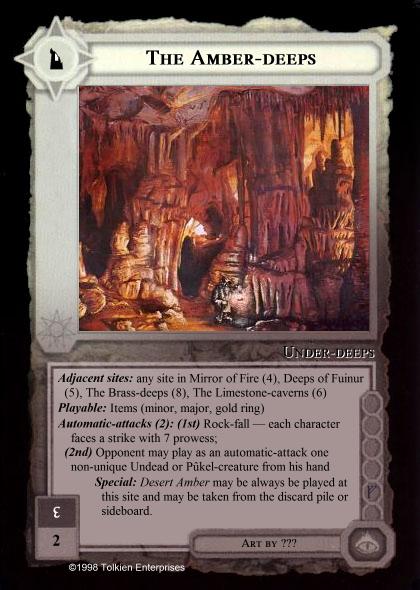 THE AMBER-DEEPS
UNDER-DEEPS
Adjacent sites: any site in Mirror of Fire (4), Deeps of Fuinur
(5), The Brass-deeps (8), The Limestone-caverns (6)
Playable: Items (minor, major, gold ring)
Automatic-attacks (2): (1st) Rock-fall — each character
faces a strike with 7 prowess;
(2nd) Opponent may play as an automatic-attack one
non-unique Undead or Pûkel-creature from his hand
Special: Desert Amber may be always be played at
this site and may be taken from the discard pile or
sideboard.
2
ART BY ???
©1998 Tolkien Enterprises